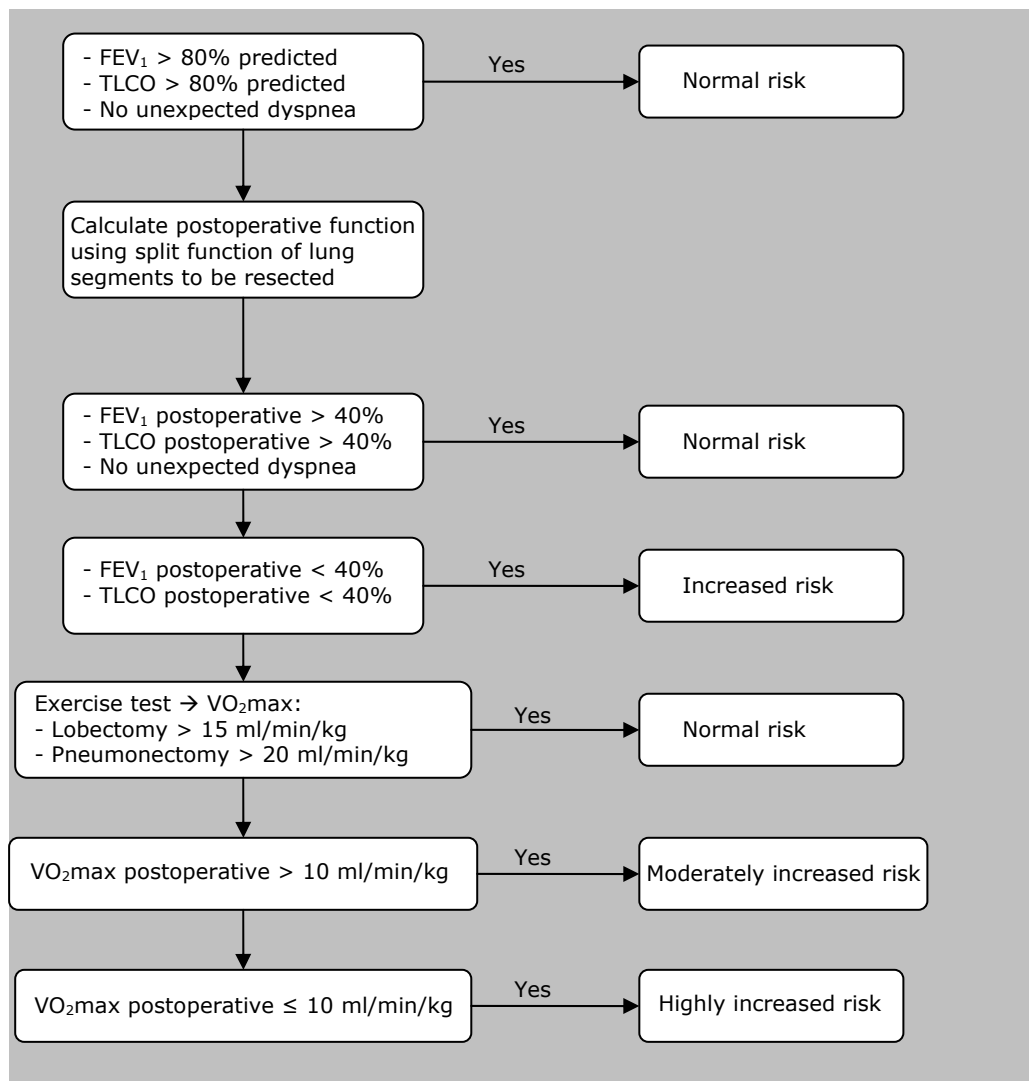 - FEV₁ > 80% predicted
- TLCO > 80% predicted
- No unexpected dyspnea
Yes
Normal risk
Calculate postoperative function
using split function of lung
segments to be resected
- FEV₁ postoperative > 40%
- TLCO postoperative > 40%
- No unexpected dyspnea
Yes
Normal risk
- FEV₁ postoperative < 40%
- TLCO postoperative < 40%
Yes
Increased risk
Exercise test → VO₂max:
- Lobectomy > 15 ml/min/kg
- Pneumonectomy > 20 ml/min/kg
Yes
Normal risk
VO₂max postoperative > 10 ml/min/kg
Yes
Moderately increased risk
VO₂max postoperative ≤ 10 ml/min/kg
Yes
Highly increased risk